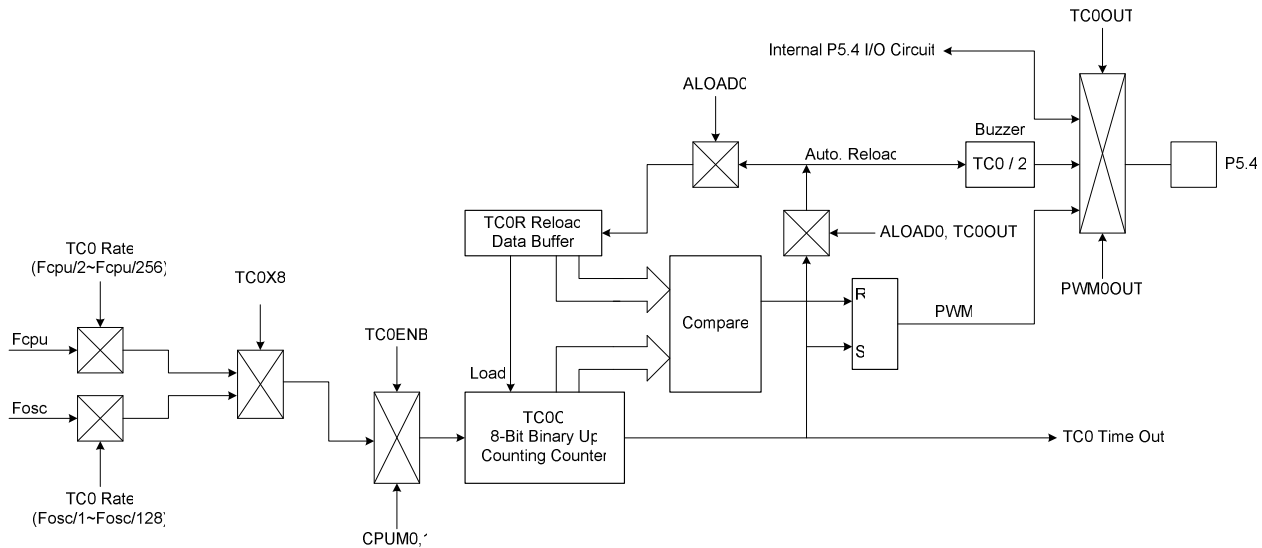 TC0OUT
Internal P5.4 I/O Circuit
ALOAD0
Buzzer
Auto. Reload
TC0 / 2
P5.4
TC0R Reload
Data Buffer
ALOAD0, TC0OUT
TC0 Rate
(Fcpu/2~Fcpu/256)
TC0X8
PWM0OUT
R
PWM
Compare
Fcpu
TC0ENB
S
Load
Fosc
TC0C
8-Bit Binary Up
Counting Counter
TC0 Time Out
TC0 Rate
(Fosc/1~Fosc/128)
CPUM0,1